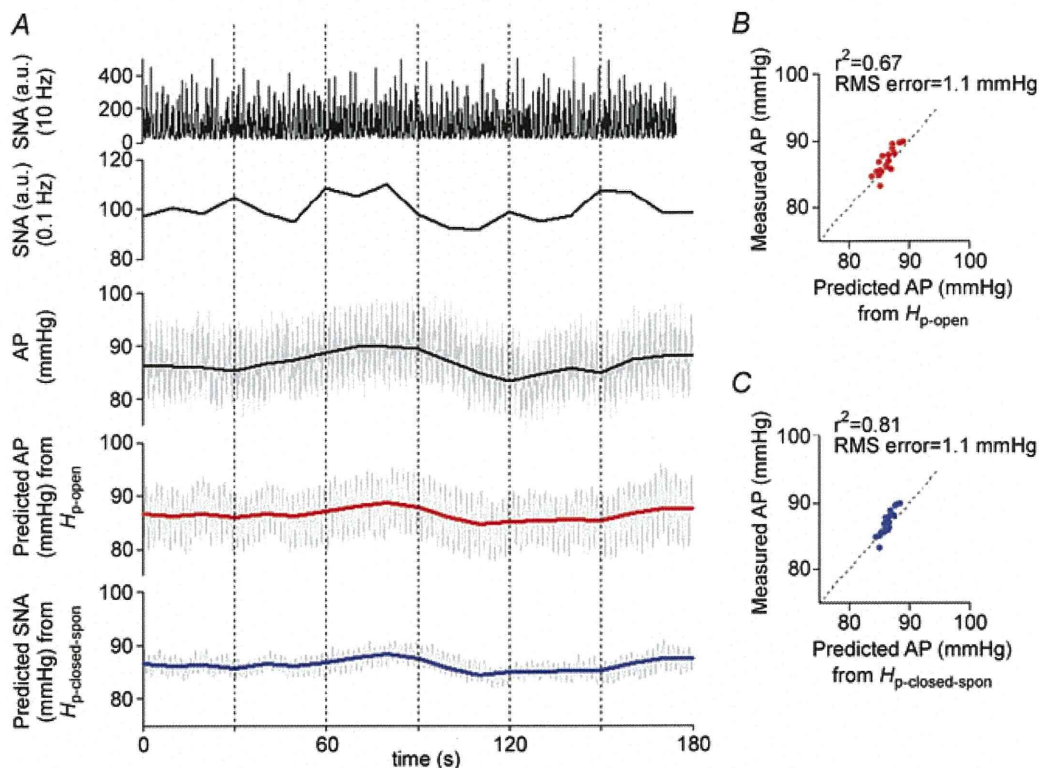 A
SNA (a.u.)
(10 Hz)
400
200
0
SNA (a.u.)
(0.1 Hz)
120
100
80
AP
(mmHg)
100
90
80
Predicted AP
(mmHg) from
Hp-open
100
90
80
Predicted SNA
(mmHg) from
Hp-closed-spon
100
90
80
0
60
120
180
time (s)
B
r²=0.67
RMS error=1.1 mmHg
Measured AP (mmHg)
100
90
80
80
90
100
Predicted AP (mmHg)
from Hp-open
C
r²=0.81
RMS error=1.1 mmHg
Measured AP (mmHg)
100
90
80
80
90
100
Predicted AP (mmHg)
from Hp-closed-spon